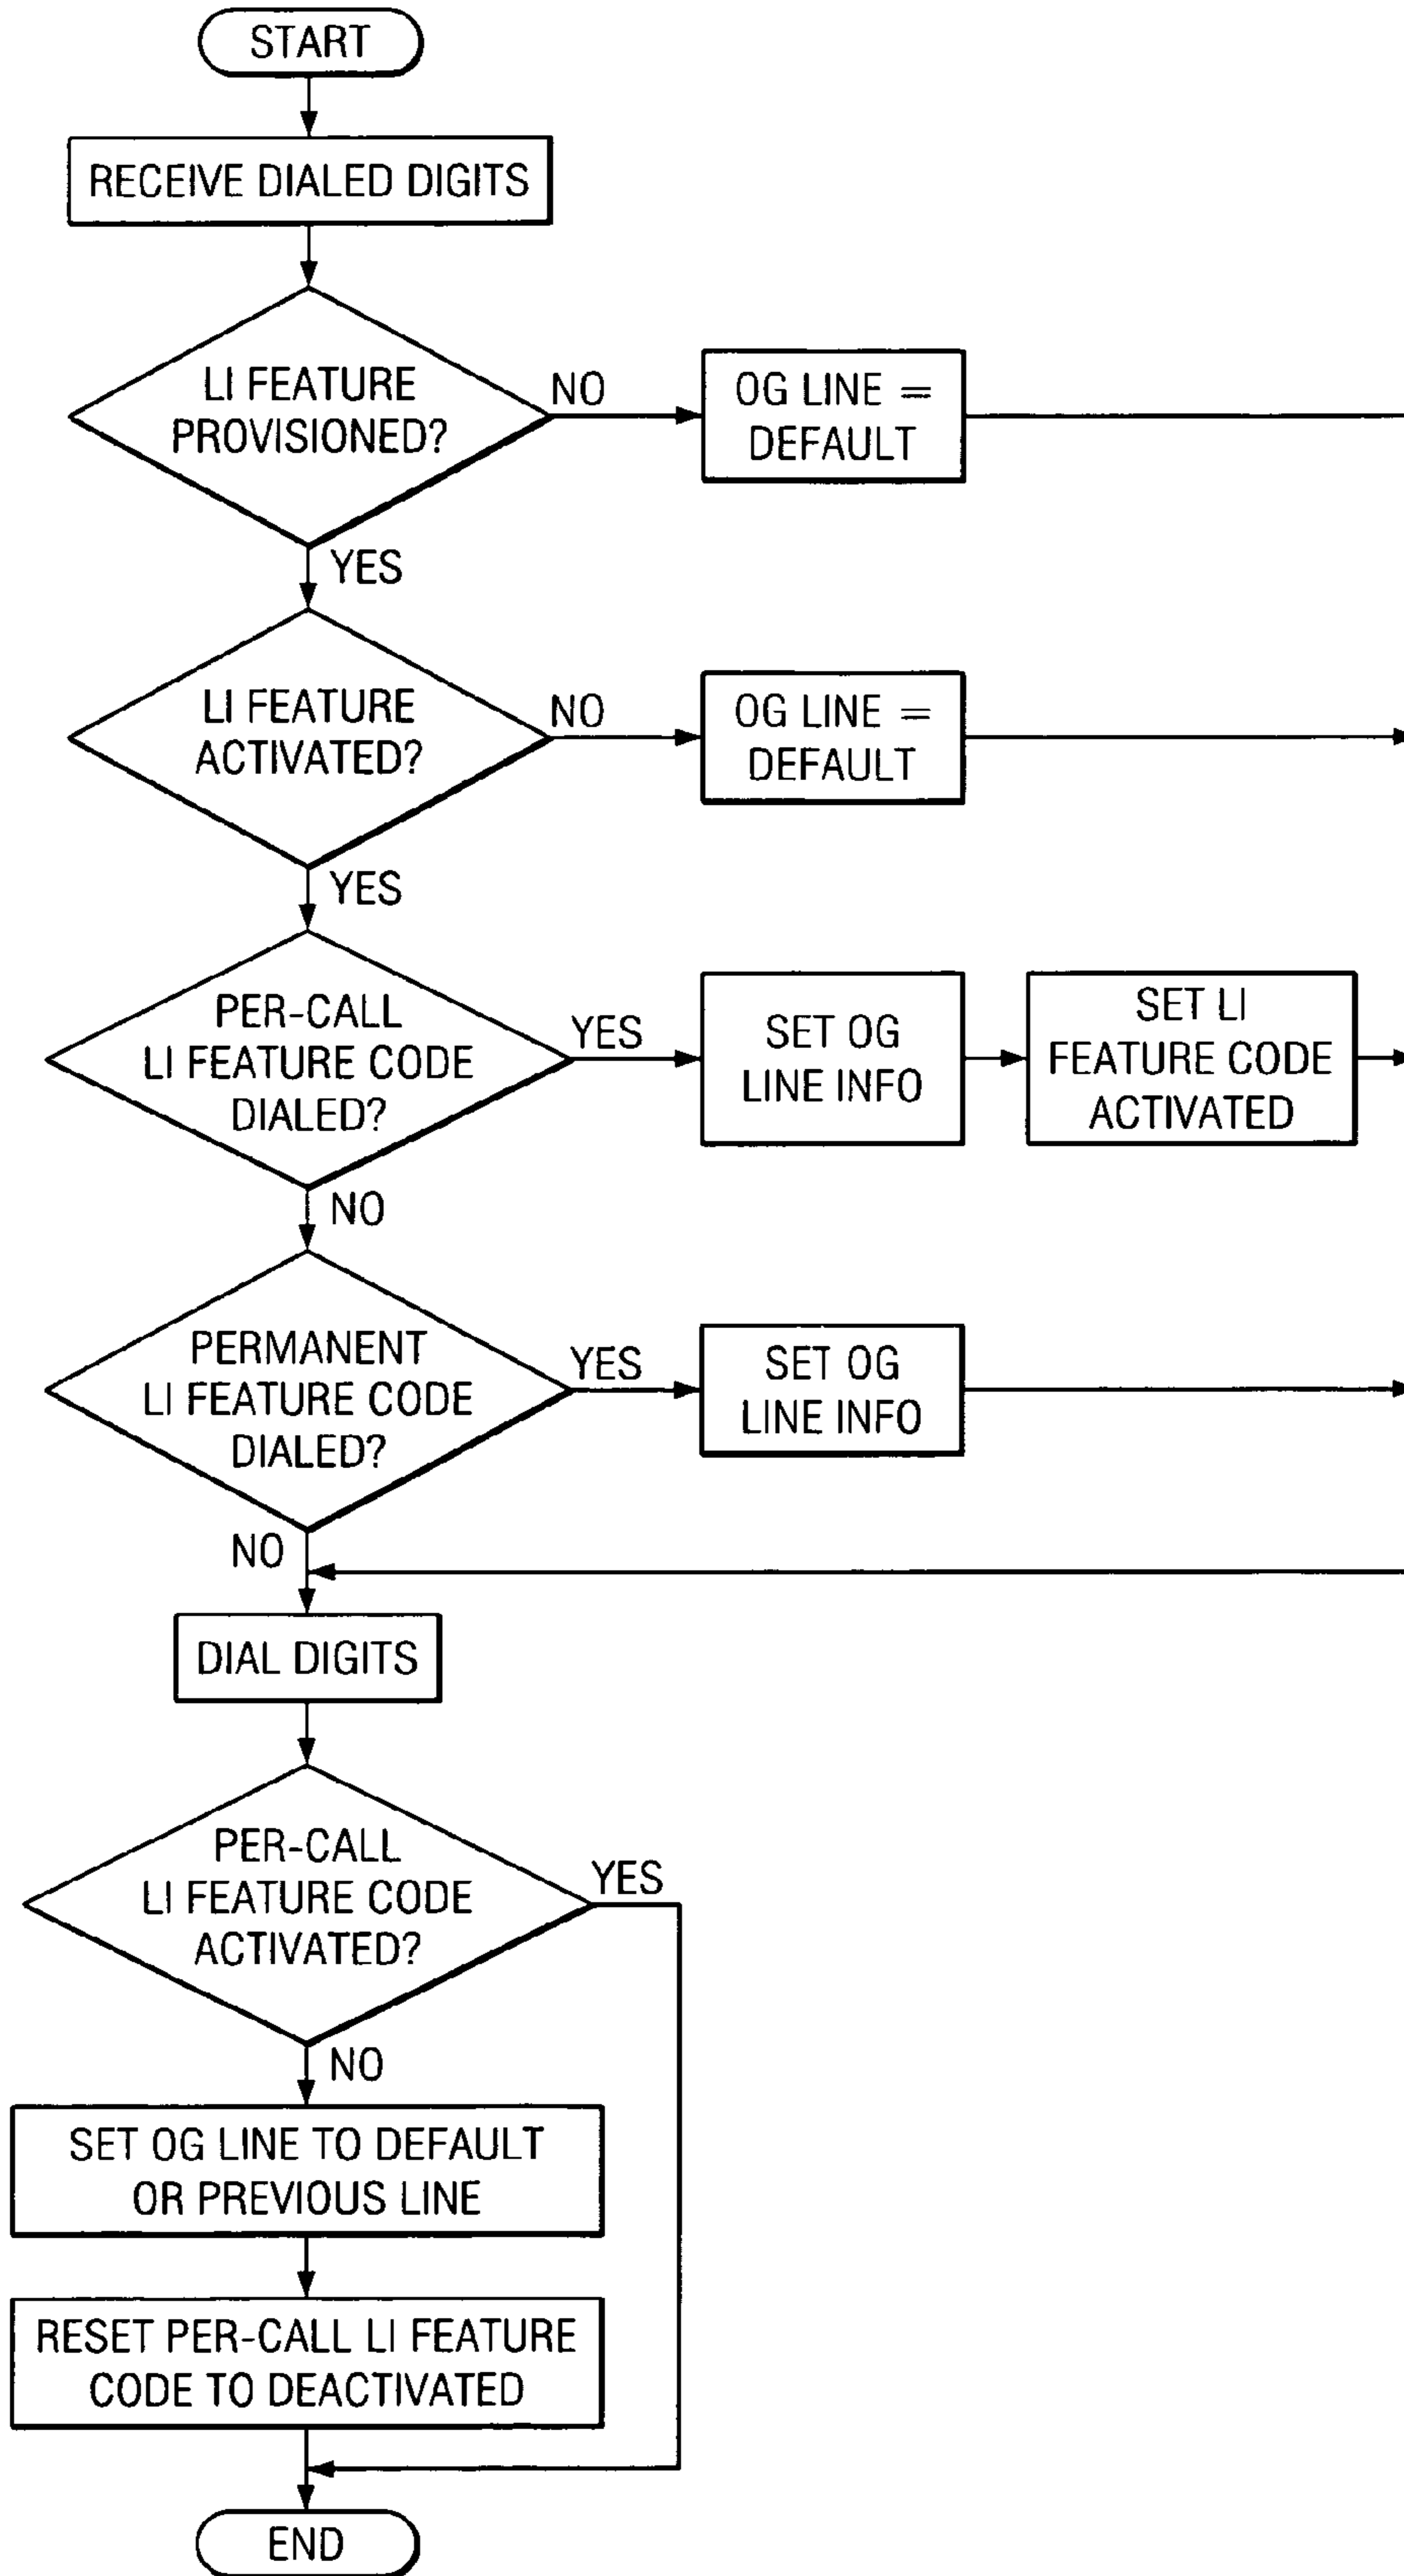 START
RECEIVE DIALED DIGITS
LI FEATURE
PROVISIONED?
NO
OG LINE =
DEFAULT
YES
LI FEATURE
ACTIVATED?
NO
OG LINE =
DEFAULT
YES
PER-CALL
LI FEATURE CODE
DIALED?
YES
SET OG
LINE INFO
SET LI
FEATURE CODE
ACTIVATED
NO
PERMANENT
LI FEATURE CODE
DIALED?
YES
SET OG
LINE INFO
NO
DIAL DIGITS
PER-CALL
LI FEATURE CODE
ACTIVATED?
YES
NO
SET OG LINE TO DEFAULT
OR PREVIOUS LINE
RESET PER-CALL LI FEATURE
CODE TO DEACTIVATED
END